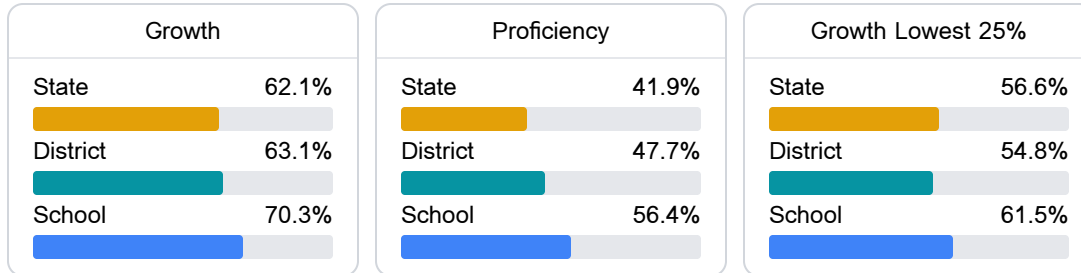 Growth
State 62.1%
District 63.1%
School 70.3%
Proficiency
State 41.9%
District 47.7%
School 56.4%
Growth Lowest 25%
State 56.6%
District 54.8%
School 61.5%